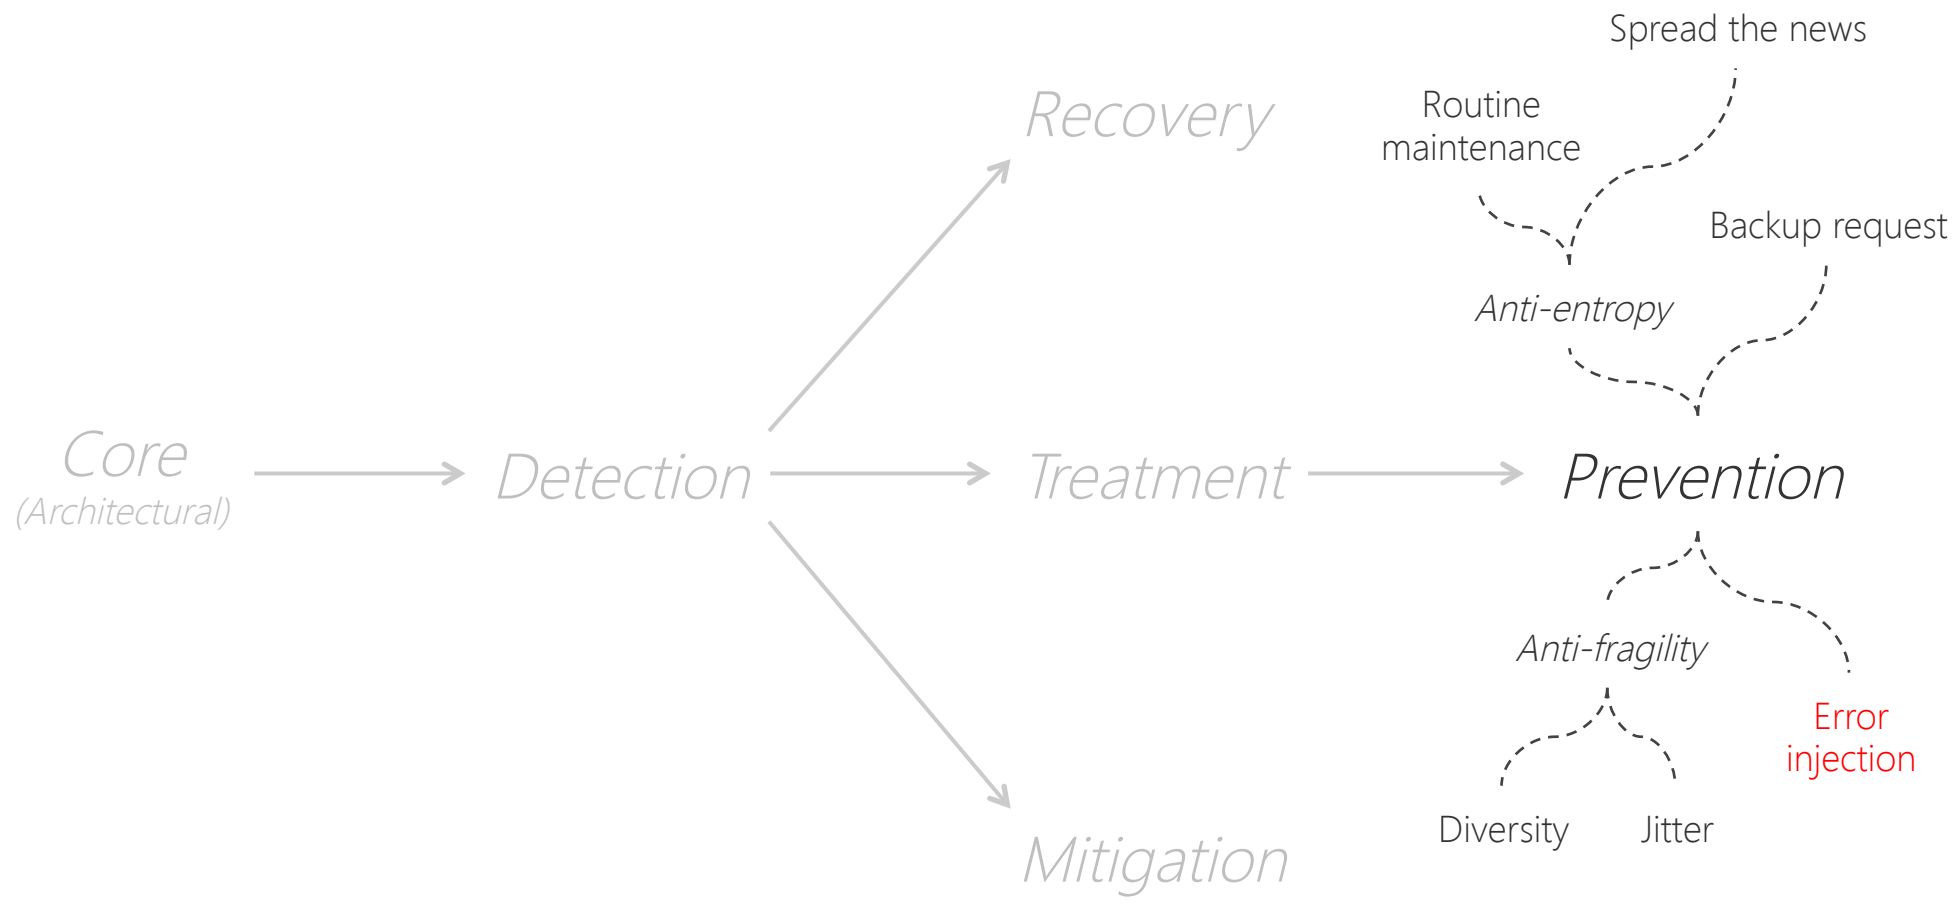 Spread the news
Routine
maintenance
Recovery
Backup request
Anti-entropy
Core
(Architectural)
Detection
Treatment
Prevention
Anti-fragility
Error
injection
Diversity
Jitter
Mitigation